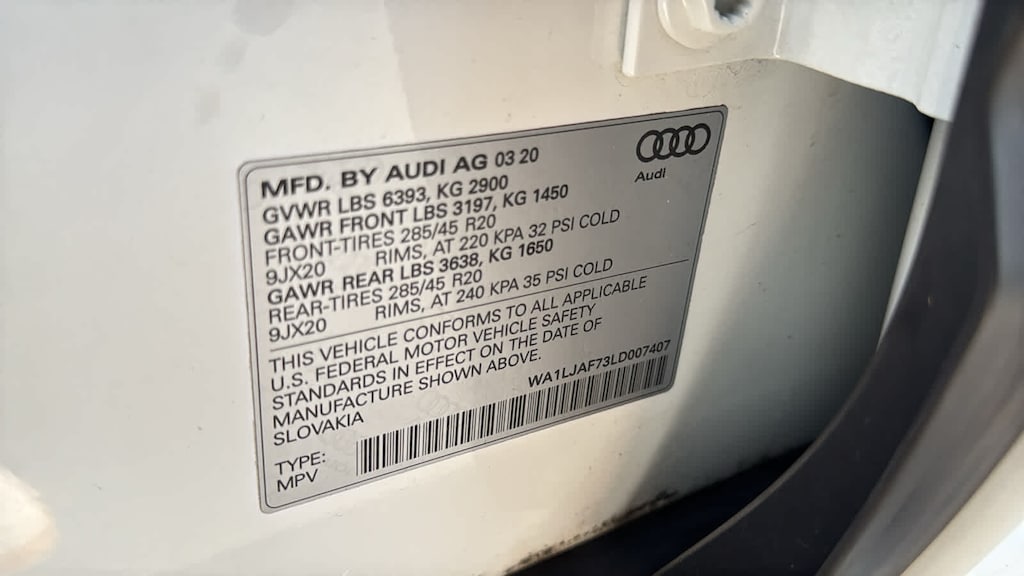 MFD. BY AUDI AG 03 20
Audi
GVWR LBS 6393, KG 2900
GAWR FRONT LBS 3197, KG 1450
FRONT-TIRES 285/45 R20
9JX20 RIMS, AT 220 KPA 32 PSI COLD
GAWR REAR LBS 3638, KG 1650
REAR-TIRES 285/45 R20
9JX20 RIMS, AT 240 KPA 35 PSI COLD
THIS VEHICLE CONFORMS TO ALL APPLICABLE
U.S. FEDERAL MOTOR VEHICLE SAFETY
STANDARDS IN EFFECT ON THE DATE OF
MANUFACTURE SHOWN ABOVE.
SLOVAKIA
WA1LJAF73LD007407
TYPE:
MPV